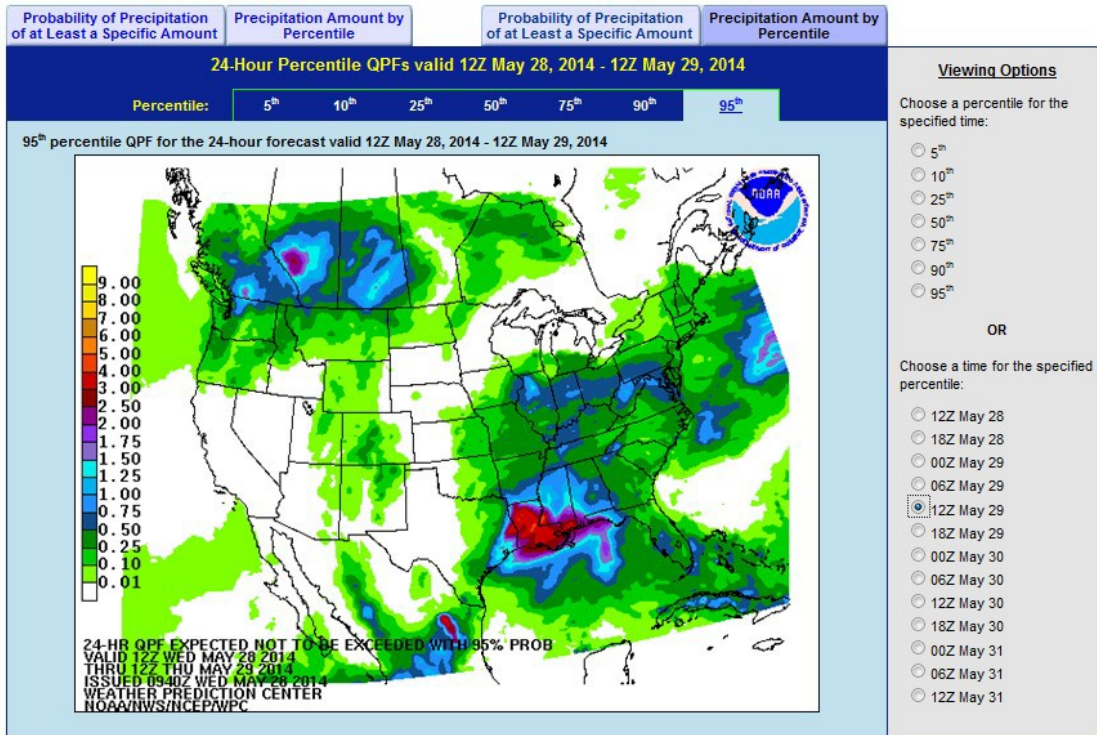 Probability of Precipitation
of at Least a Specific Amount
Precipitation Amount by
Percentile
Probability of Precipitation
of at Least a Specific Amount
Precipitation Amount by
Percentile
24-Hour Percentile QPFs valid 12Z May 28, 2014 - 12Z May 29, 2014
Percentile: 5th 10th 25th 50th 75th 90th 95th
95th percentile QPF for the 24-hour forecast valid 12Z May 28, 2014 - 12Z May 29, 2014
NOAA
9.00
8.00
7.00
6.00
5.00
4.00
3.00
2.50
2.00
1.75
1.50
1.25
1.00
0.75
0.50
0.25
0.10
0.01
24-HR QPF EXPECTED NOT TO BE EXCEEDED WITH 95% PROB
VALID 12Z WED MAY 28 2014
THRU 12Z THU MAY 29 2014
ISSUED 0940Z WED MAY 28 2014
WEATHER PREDICTION CENTER
NOAA/NWS/NCEP/WPC
Viewing Options
Choose a percentile for the
specified time:
5th
10th
25th
50th
75th
90th
95th
OR
Choose a time for the specified
percentile:
12Z May 28
18Z May 28
00Z May 29
06Z May 29
12Z May 29
18Z May 29
00Z May 30
06Z May 30
12Z May 30
18Z May 30
00Z May 31
06Z May 31
12Z May 31